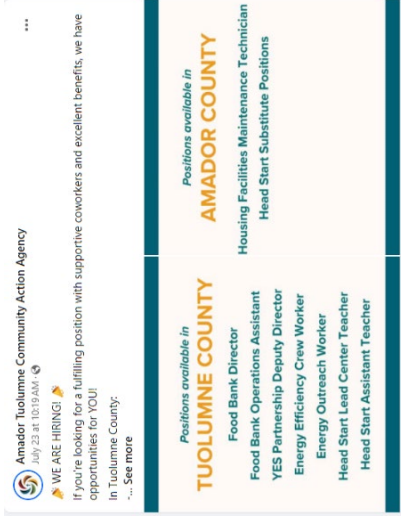 Amador Tuolumne Community Action Agency
July 23 at 10:19 AM ·
🎉 WE ARE HIRING! 🎉
If you're looking for a fulfilling position with supportive coworkers and excellent benefits, we have
opportunities for YOU!
In Tuolumne County:
"... See more
Positions available in
TUOLUMNE COUNTY
Food Bank Director
Food Bank Operations Assistant
YES Partnership Deputy Director
Energy Efficiency Crew Worker
Energy Outreach Worker
Head Start Lead Center Teacher
Head Start Assistant Teacher
Positions available in
AMADOR COUNTY
Housing Facilities Maintenance Technician
Head Start Substitute Positions